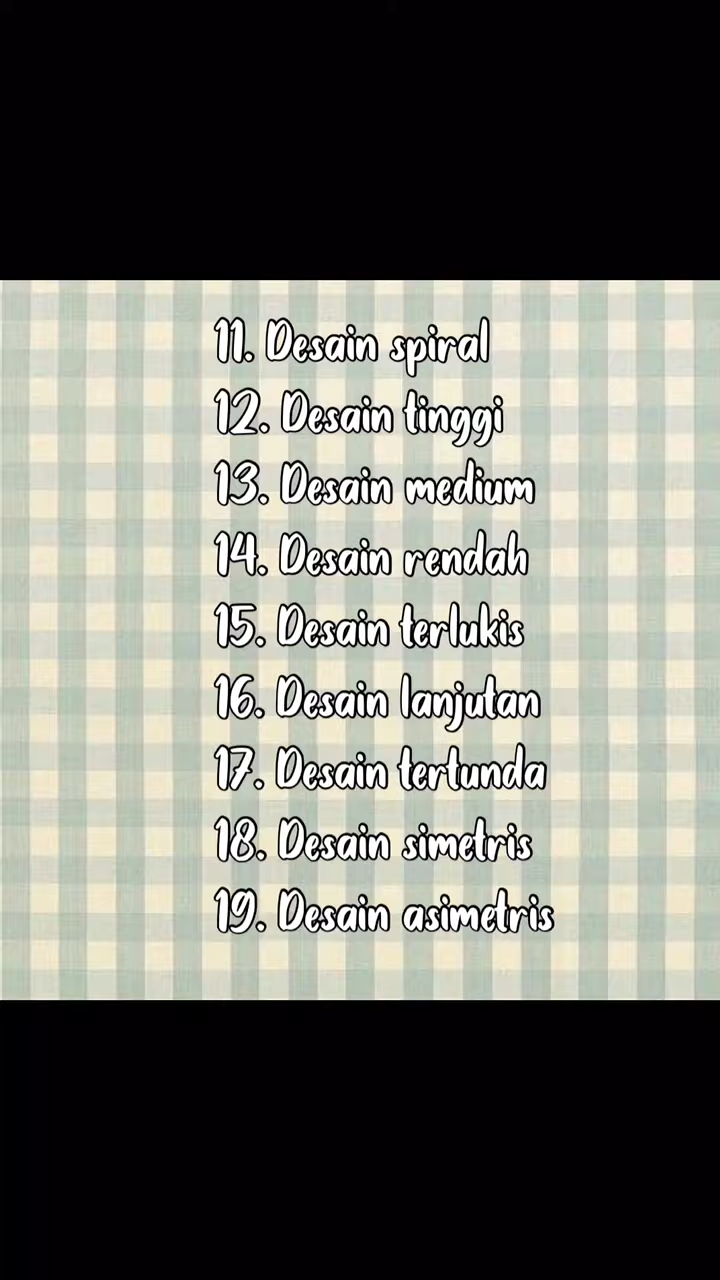 11. Desain spiral
12. Desain tinggi
13. Desain medium
14. Desain rendah
15. Desain terlukis
16. Desain lanjutan
17. Desain tertunda
18. Desain simetris
19. Desain asimetris